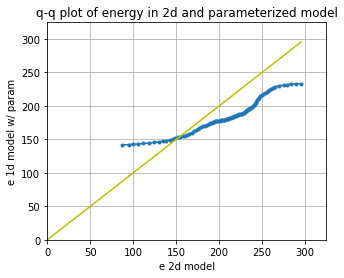 q-q plot of energy in 2d and parameterized model
e 1d model w/ param
300
250
200
150
100
50
0
0 50 100 150 200 250 300
e 2d model